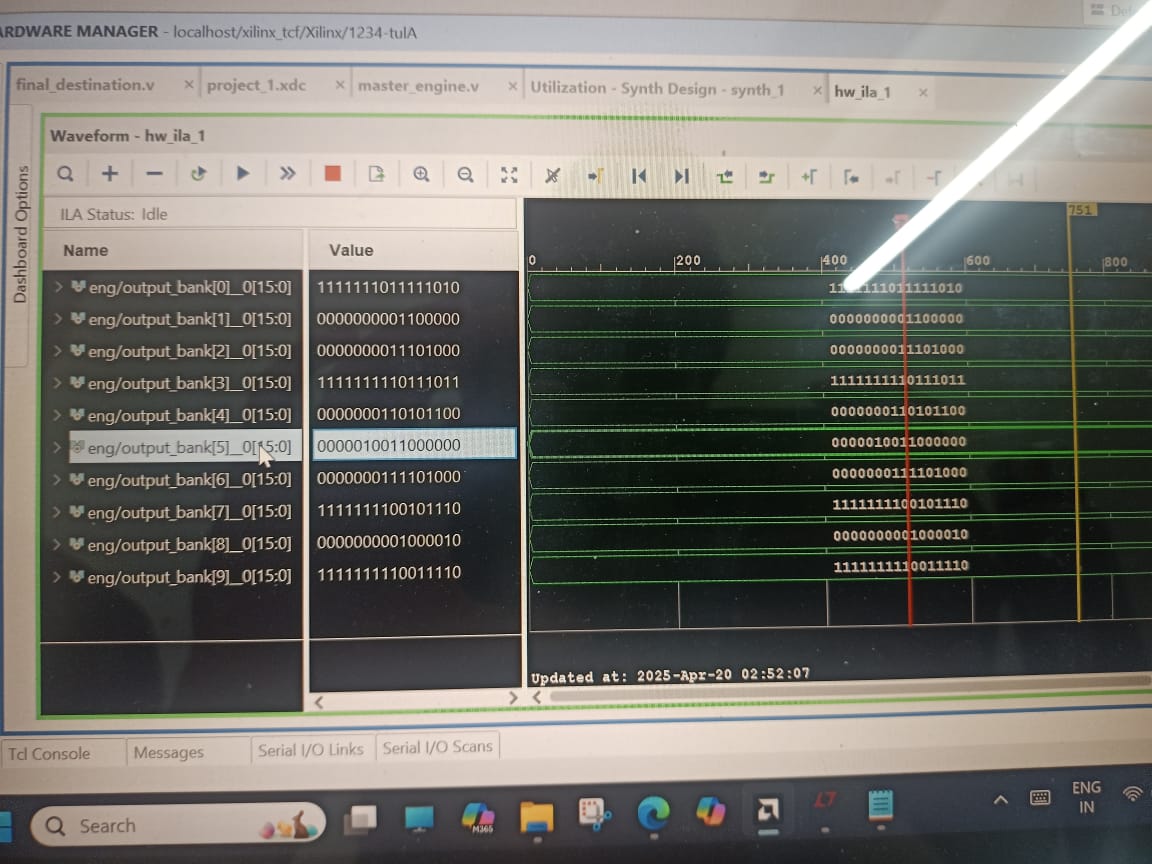 ARDWARE MANAGER - localhost/xilinx_tcf/Xilinx/1234-tulA
final_destination.v × project_1.xdc × master_engine.v × Utilization - Synth Design - synth_1 × hw_ila_1 ×
Dashboard Options
Waveform - hw_ila_1
ILA Status: Idle
Name Value
751
0 200 400 600 800
eng/output_bank[0]__0[15:0] 1111111011111010
eng/output_bank[1]__0[15:0] 0000000001100000 0000000001100000
eng/output_bank[2]__0[15:0] 0000000011101000 0000000011101000
eng/output_bank[3]__0[15:0] 1111111110111011 1111111110111011
eng/output_bank[4]__0[15:0] 0000000110101100 0000000110101100
eng/output_bank[5]__0[15:0] 0000010011000000 0000010011000000
eng/output_bank[6]__0[15:0] 0000000111101000 0000000111101000
eng/output_bank[7]__0[15:0] 1111111100101110 1111111100101110
eng/output_bank[8]__0[15:0] 0000000001000010 0000000001000010
eng/output_bank[9]__0[15:0] 1111111110011110 1111111110011110
Updated at: 2025-Apr-20 02:52:07
Tcl Console Messages Serial I/O Links Serial I/O Scans
Search
M365
LT
ENG
IN